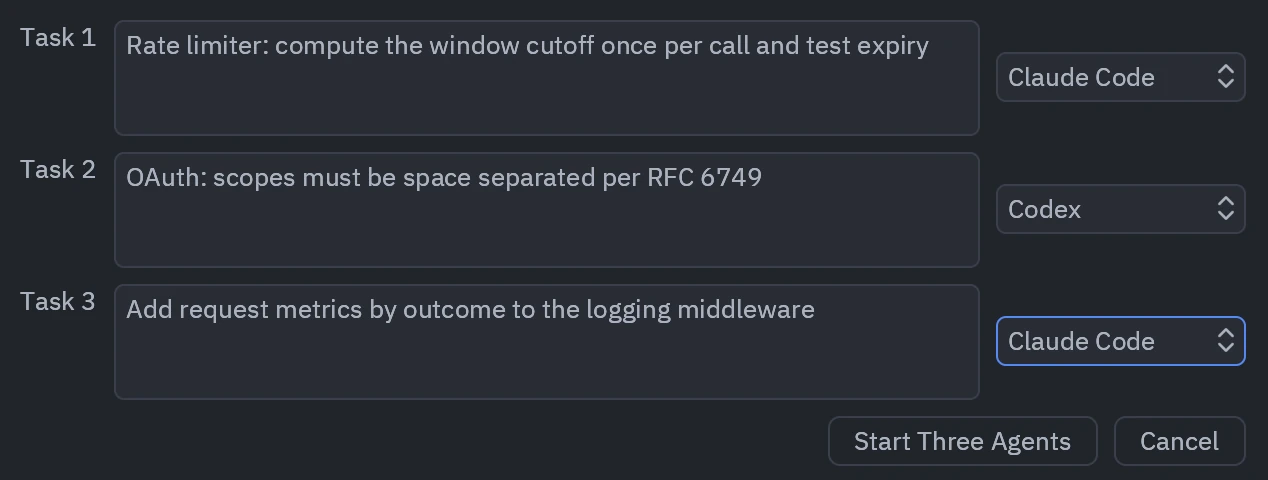 Task 1
Rate limiter: compute the window cutoff once per call and test expiry
Claude Code
Task 2
OAuth: scopes must be space separated per RFC 6749
Codex
Task 3
Add request metrics by outcome to the logging middleware
Claude Code
Start Three Agents
Cancel